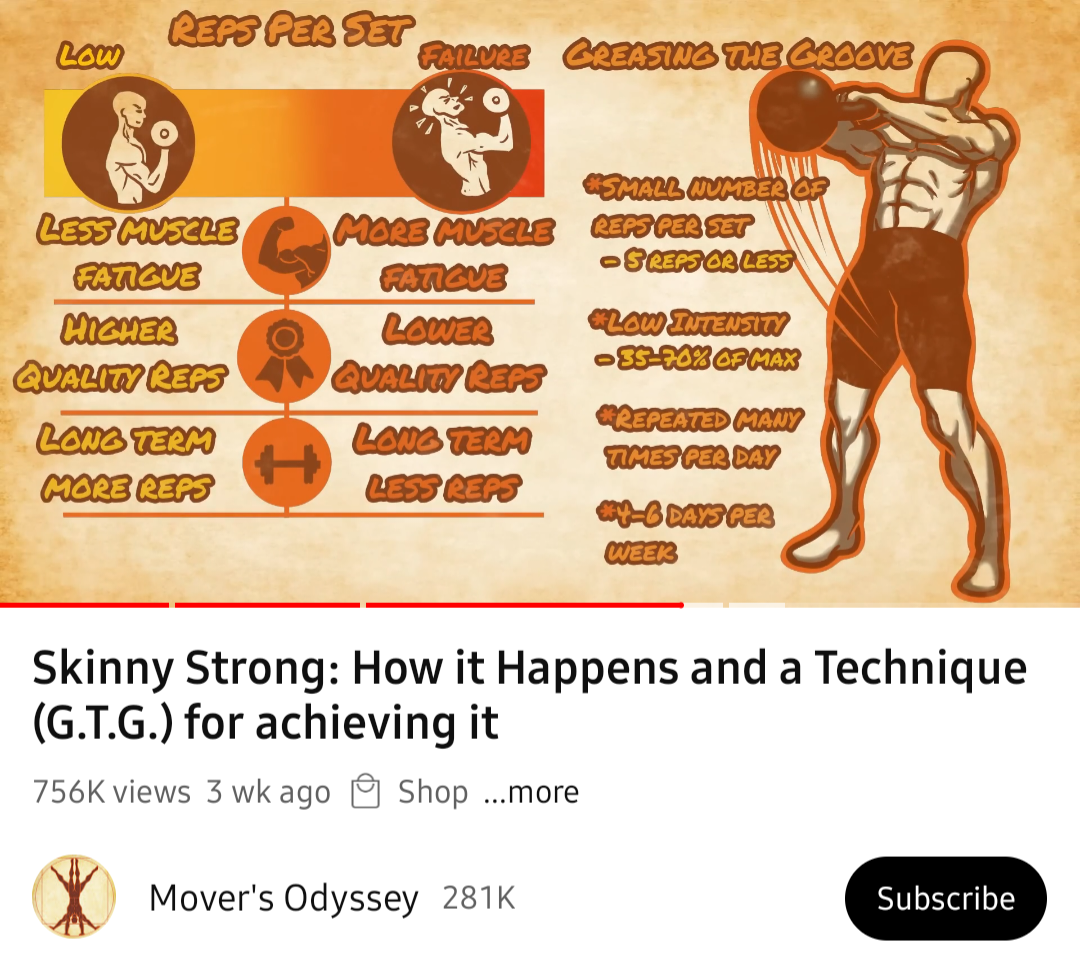 REPS PER SET
LOW
FAILURE
LESS MUSCLE
FATIGUE
MORE MUSCLE
FATIGUE
HIGHER
QUALITY REPS
LOWER
QUALITY REPS
LONG TERM
MORE REPS
LONG TERM
LESS REPS
GREASING THE GROOVE
*SMALL NUMBER OF
REPS PER SET
- 5 REPS OR LESS
*LOW INTENSITY
- 35-70% OF MAX
*REPEATED MANY
TIMES PER DAY
*4-6 DAYS PER
WEEK
Skinny Strong: How it Happens and a Technique
(G.T.G.) for achieving it
756K views 3 wk ago Shop ...more
Mover's Odyssey 281K
Subscribe